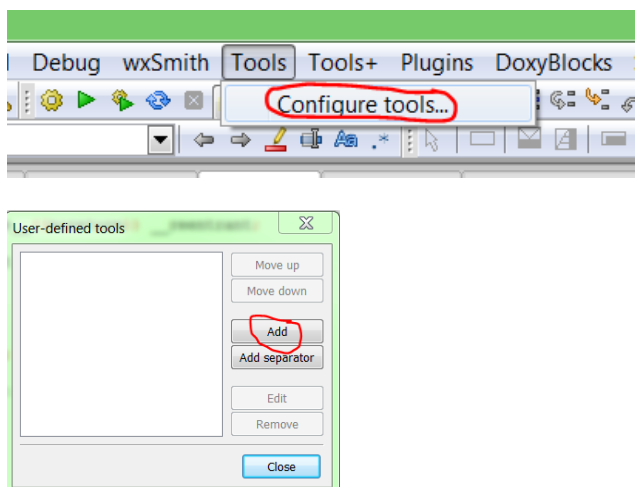 Debug wxSmith Tools Tools+ Plugins DoxyBlocks
Configure tools...
Aa .*
User-defined tools
Move up
Move down
Add
Add separator
Edit
Remove
Close